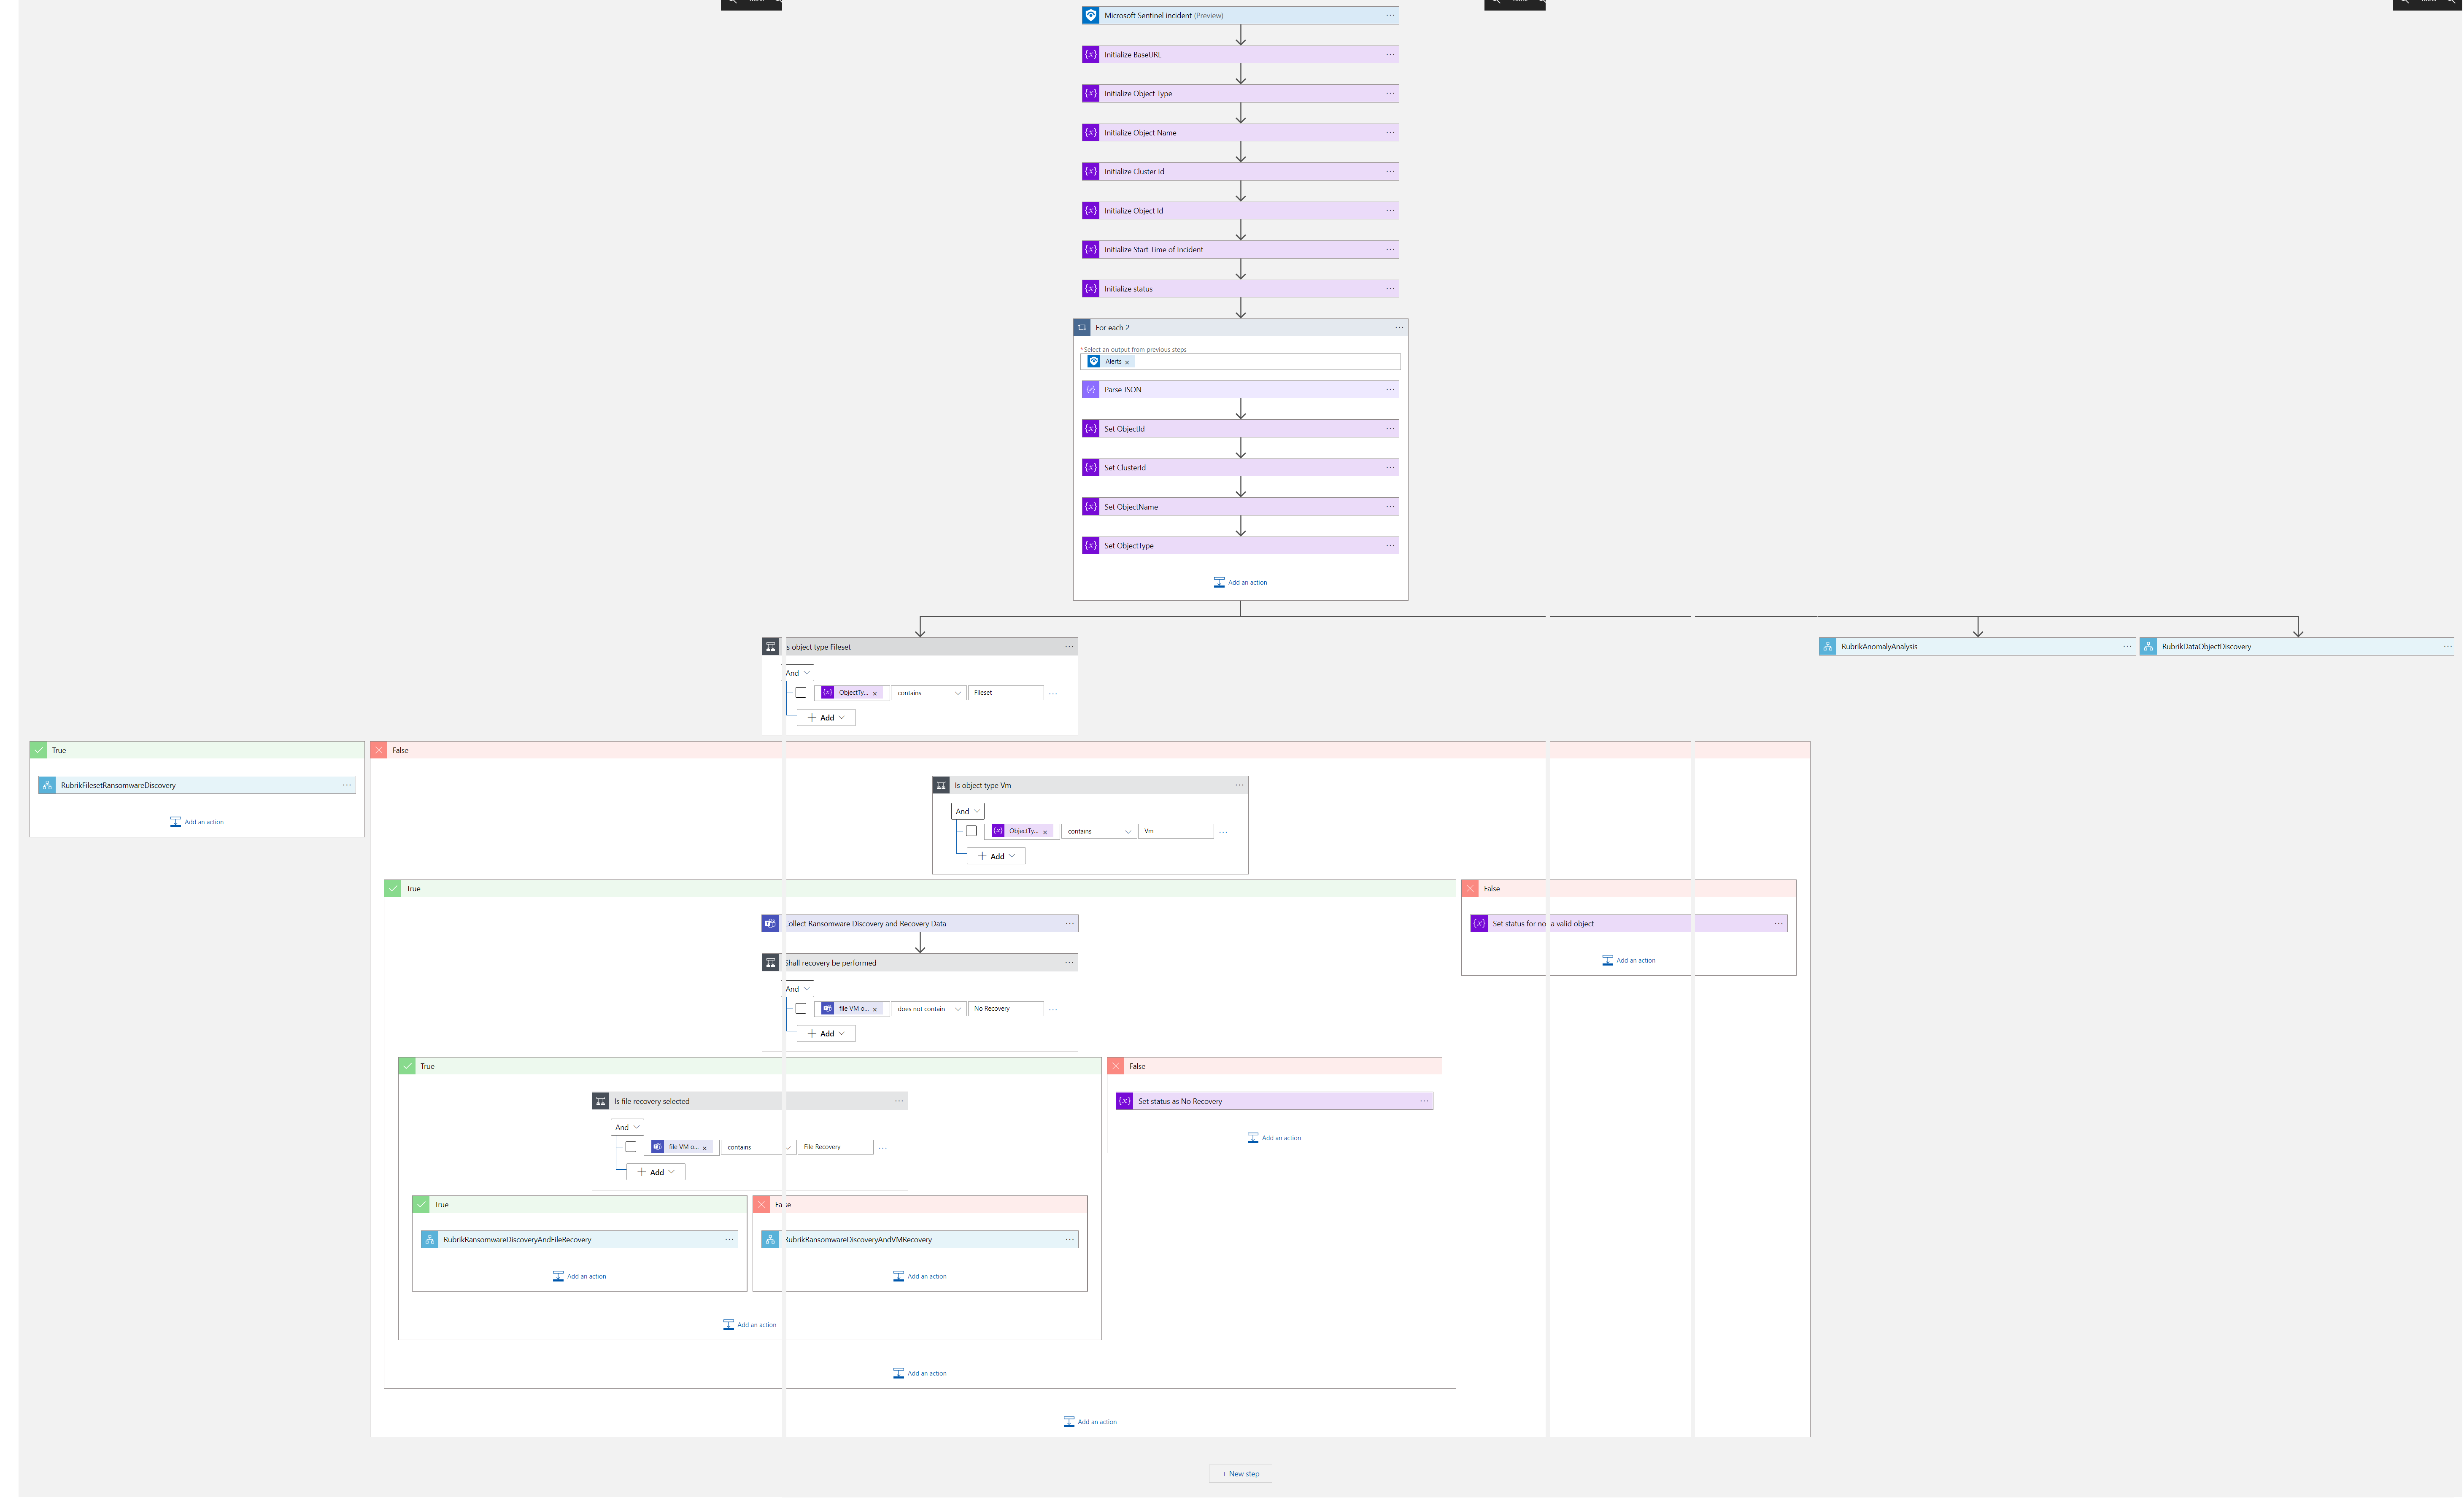 Microsoft Sentinel incident (Preview)
Initialize BaseURL
Initialize Object Type
Initialize Object Name
Initialize Cluster Id
Initialize Object Id
Initialize Start Time of Incident
Initialize status
For each 2
* Select an output from previous steps
Alerts ×
Parse JSON
Set ObjectId
Set ClusterId
Set ObjectName
Set ObjectType
Add an action
s object type Fileset
RubrikAnomalyAnalysis
RubrikDataObjectDiscovery
And
ObjectTy... × contains Fileset
+ Add
True
False
RubrikFilesetRansomwareDiscovery
Add an action
Is object type Vm
And
ObjectTy... × contains Vm
+ Add
True
False
Collect Ransomware Discovery and Recovery Data
Set status for no a valid object
Add an action
Shall recovery be performed
And
file VM o... × does not contain No Recovery
+ Add
True
False
Is file recovery selected
Set status as No Recovery
And
Add an action
file VM o... × contains File Recovery
+ Add
True
Fa se
RubrikRansomwareDiscoveryAndFileRecovery
RubrikRansomwareDiscoveryAndVMRecovery
Add an action
Add an action
Add an action
Add an action
Add an action
+ New step